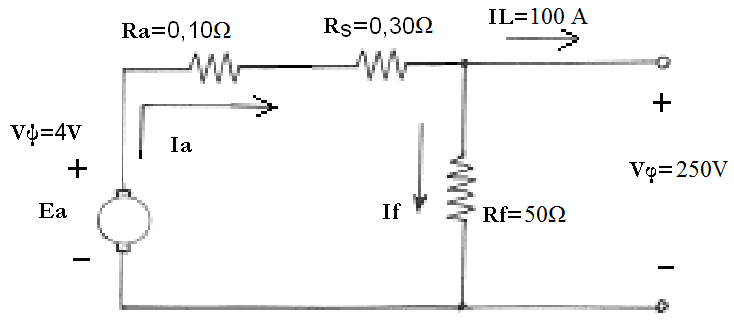 Ra=0,10Ω
RS=0,30Ω
IL=100 A
Vψ=4V
+
Ia
+
Vφ=250V
Ea
If
Rf=50Ω
−
−